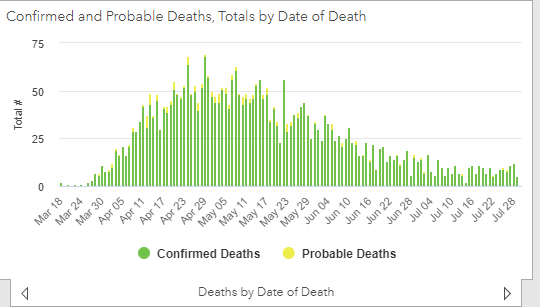 Confirmed and Probable Deaths, Totals by Date of Death
75
50
25
0
Total #
Mar 18 Mar 24 Mar 30 Apr 05 Apr 11 Apr 17 Apr 23 Apr 29 May 05 May 11 May 17 May 23 May 29 Jun 04 Jun 10 Jun 16 Jun 22 Jun 28 Jul 04 Jul 10 Jul 16 Jul 22 Jul 28
Confirmed Deaths Probable Deaths
Deaths by Date of Death